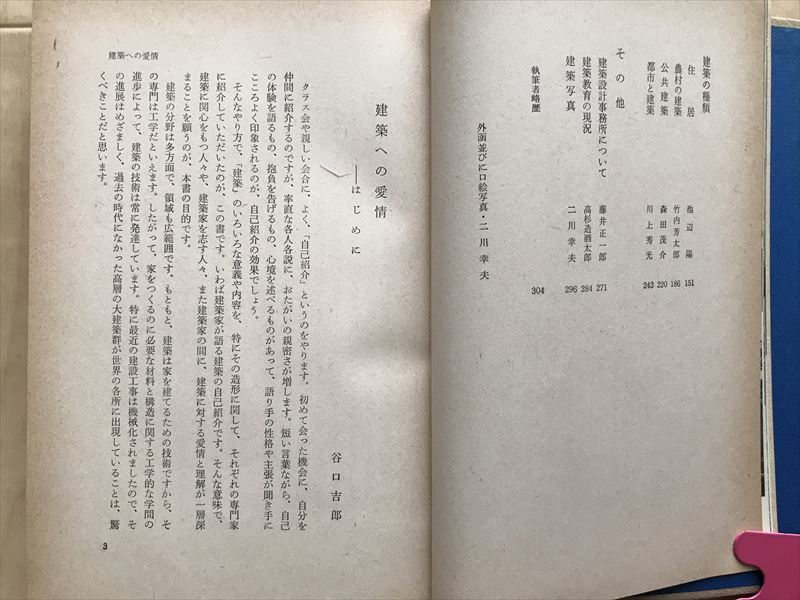 建築の種類
住居 池辺陽 151
農村の建築 竹内芳太郎 186
公共建築 森田茂介 220
都市と建築 川上秀光 243
その他
建築設計事務所について 藤井正一郎 271
建築教育の現況 高杉造酒太郎 284
建築写真 二川幸夫 296
執筆者略歴 304
外函並びに口絵写真・二川幸夫
建築への愛情
建築への愛情
――はじめに
谷口吉郎
クラス会や親しい会合に、よく、「自己紹介」というのをやります。初めて会った機会に、自分を
仲間に紹介するのですが、率直な各人各説に、おたがいの親密さが増します。短い言葉ながら、自己
の体験を語るもの、抱負を告げるもの、心境を述べるものがあって、語り手の性格や主張が聞き手に
こころよく印象されるのが、自己紹介の効果でしょう。
そんなやり方で、「建築」のいろいろな意義や内容を、特にその造形に関して、それぞれの専門家
に紹介していただいたのが、この書です。いわば建築家が語る建築の自己紹介です。そんな意味で、
建築に関心をもつ人々や、建築家を志す人々、また建築家の間に、建築に対する愛情と理解が一層深
まることを願うのが、本書の目的です。
建築の分野は多方面で、領域も広範囲です。もともと、建築は家を建てるための技術ですから、そ
の専門は工学だといえます。したがって、家をつくるのに必要な材料と構造に関する工学的な学問の
進歩によって、建築の技術は常に発達しています。特に最近の建設工事は機械化されましたので、そ
の進展はめざましく、過去の時代になかった高層の大建築群が世界の各所に出現していることは、驚
くべきことだと思います。
3